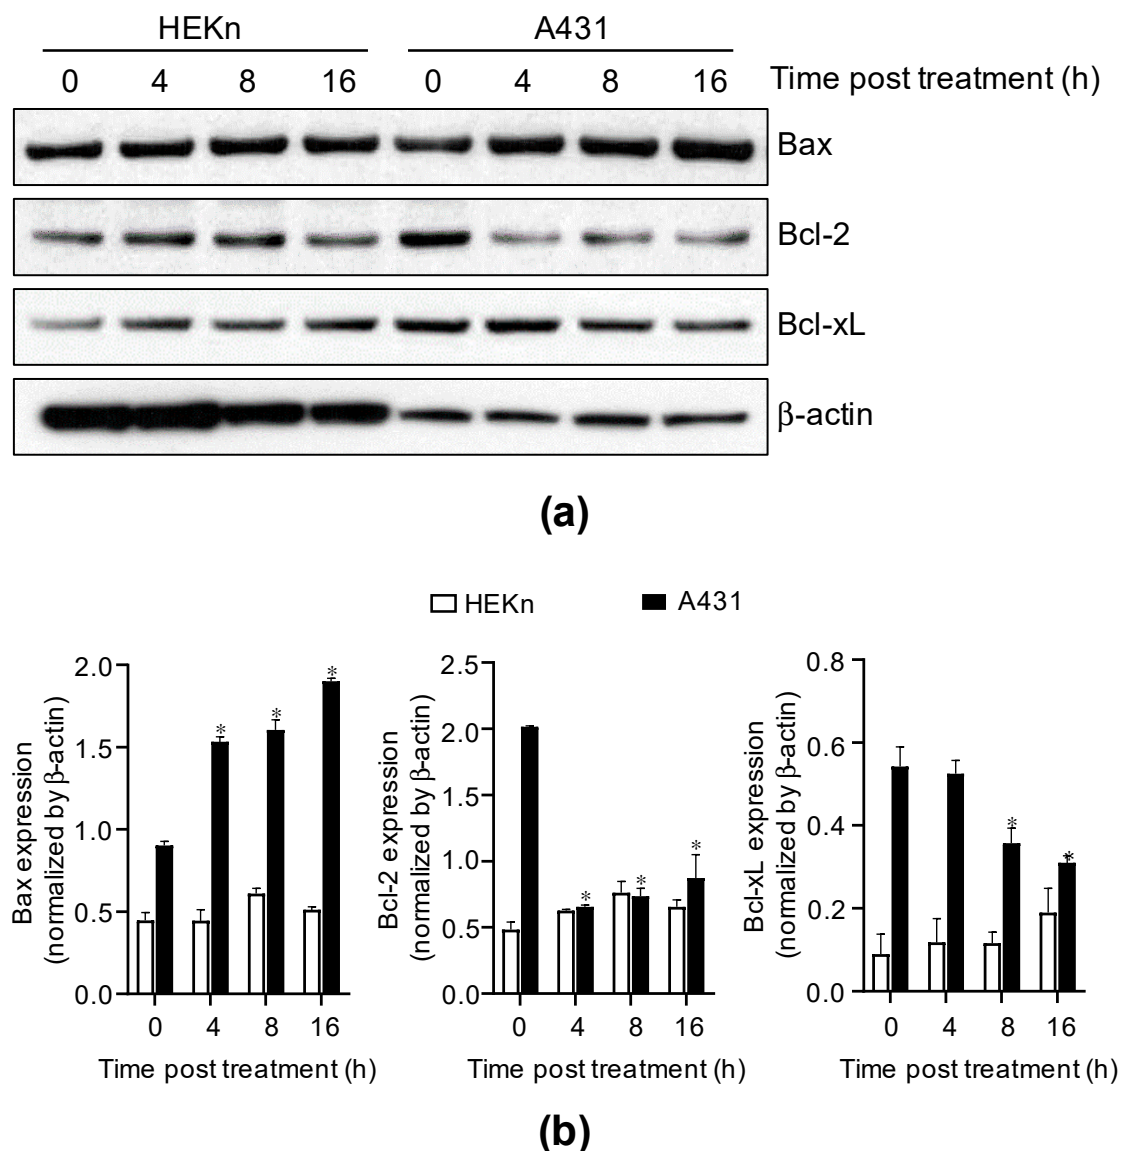 HEKn A431
0 4 8 16 0 4 8 16 Time post treatment (h)
Bax
Bcl-2
Bcl-xL
β-actin
(a)
HEKn A431
Bax expression
(normalized by β-actin)
2.0
1.5
1.0
0.5
0.0
* * *
0 4 8 16
Time post treatment (h)
Bcl-2 expression
(normalized by β-actin)
2.5
2.0
1.5
1.0
0.5
0.0
* * *
0 4 8 16
Time post treatment (h)
Bcl-xL expression
(normalized by β-actin)
0.8
0.6
0.4
0.2
0.0
* *
0 4 8 16
Time post treatment (h)
(b)